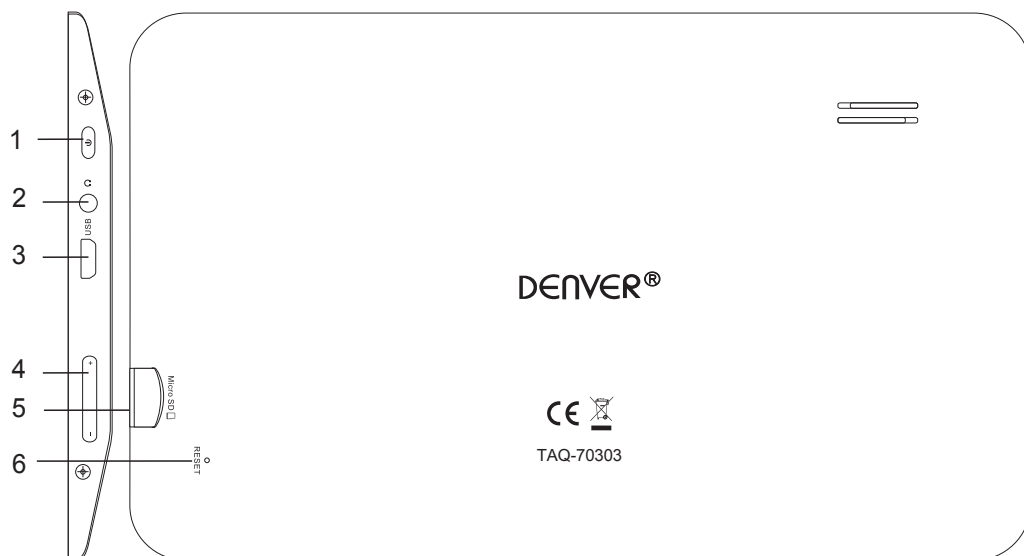 1
2
USB
3
DENVER®
4
+
Micro SD
5
-
CE
TAQ-70303
6
RESET